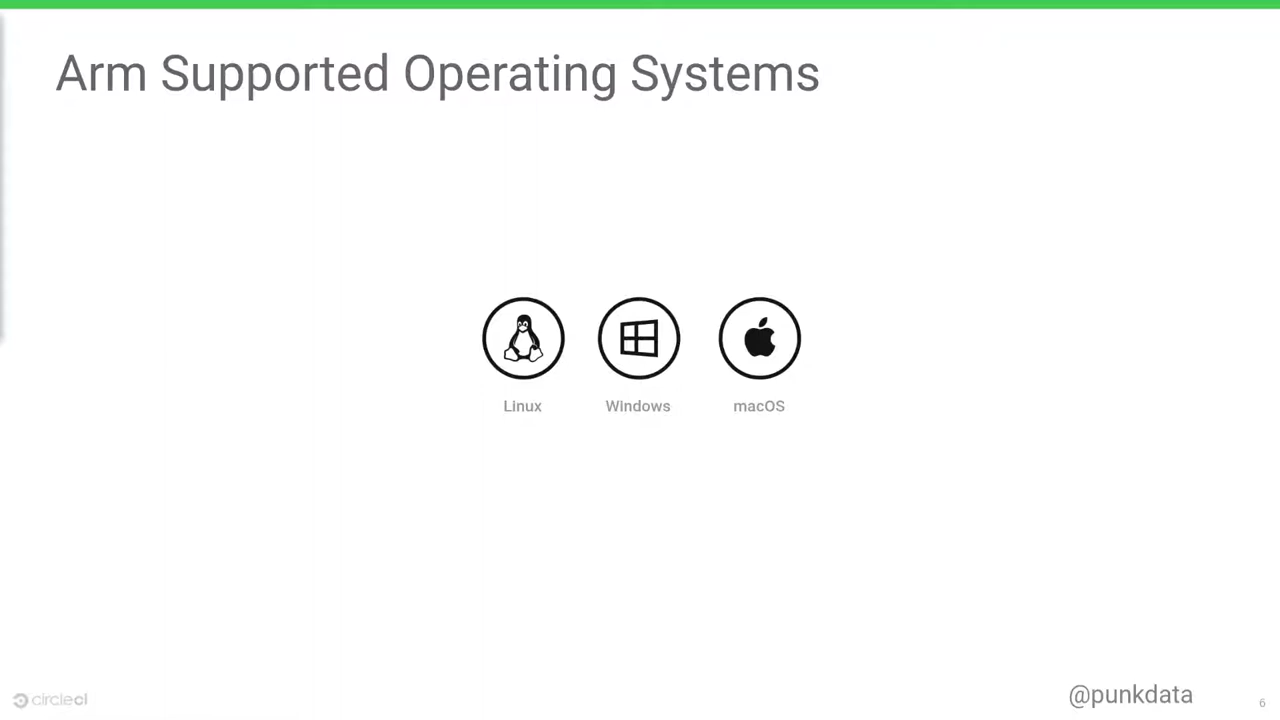 Arm Supported Operating Systems
Linux
Windows
macOS
circleci
@punkdata
6